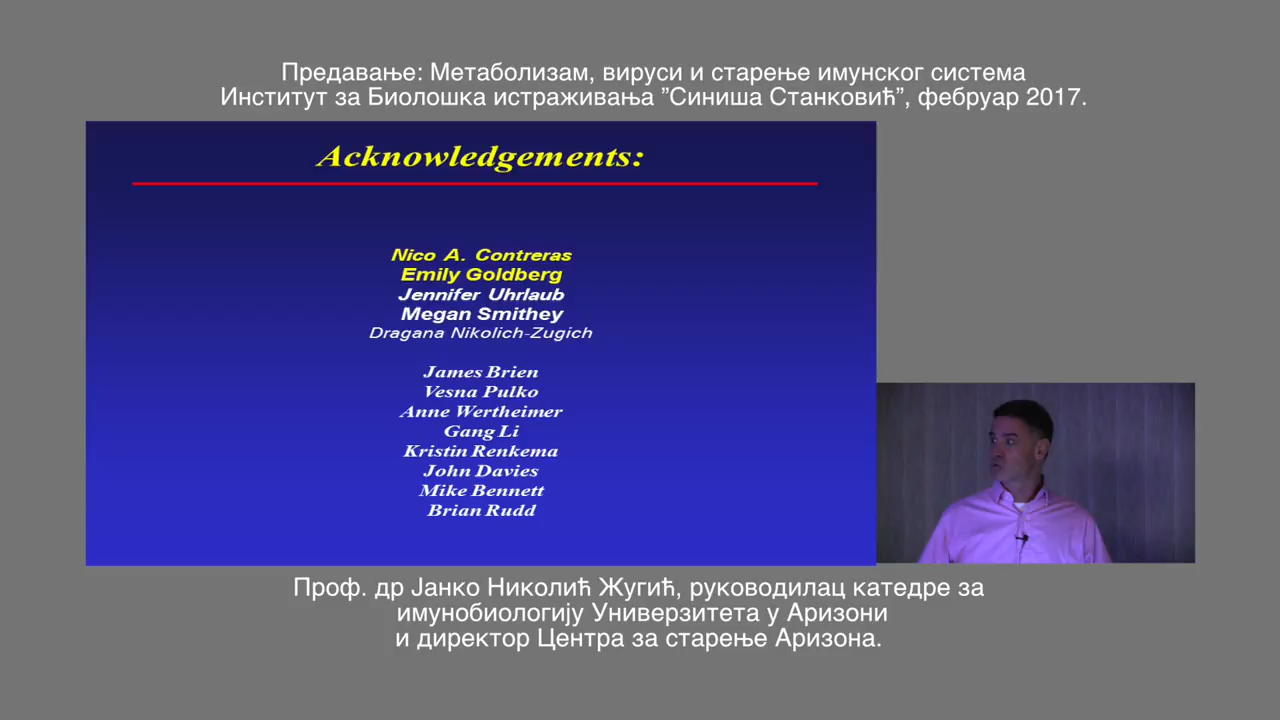 Предавање: Метаболизам, вируси и старење имунског система
Институт за Биолошка истраживања ”Синиша Станковић”, фебруар 2017.
Acknowledgements:
Nico A. Contreras
Emily Goldberg
Jennifer Uhrlaub
Megan Smithey
Dragana Nikolich-Zugich
James Brien
Vesna Pulko
Anne Wertheimer
Gang Li
Kristin Renkema
John Davies
Mike Bennett
Brian Rudd
Проф. др Јанко Николић Жугић, руководилац катедре за
имунобиологију Универзитета у Аризони
и директор Центра за старење Аризона.